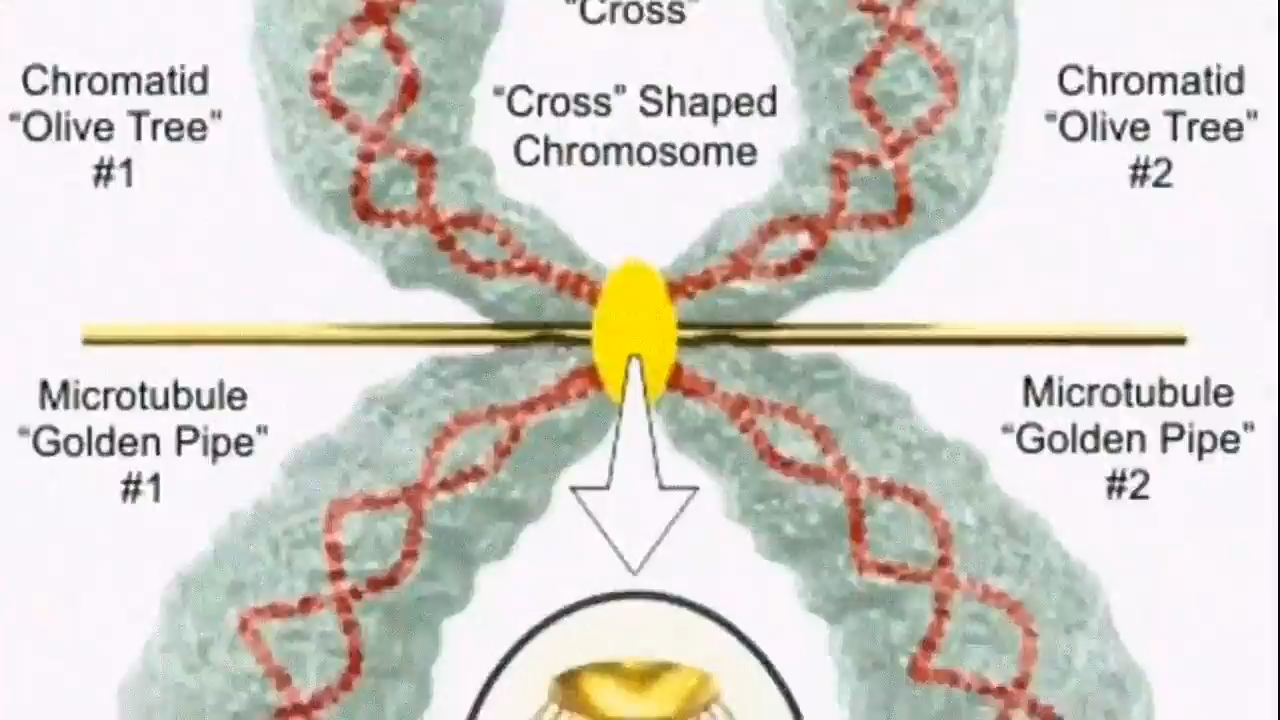 "Cross"
"Cross" Shaped
Chromosome
Chromatid
"Olive Tree"
#1
Chromatid
"Olive Tree"
#2
Microtubule
"Golden Pipe"
#1
Microtubule
"Golden Pipe"
#2